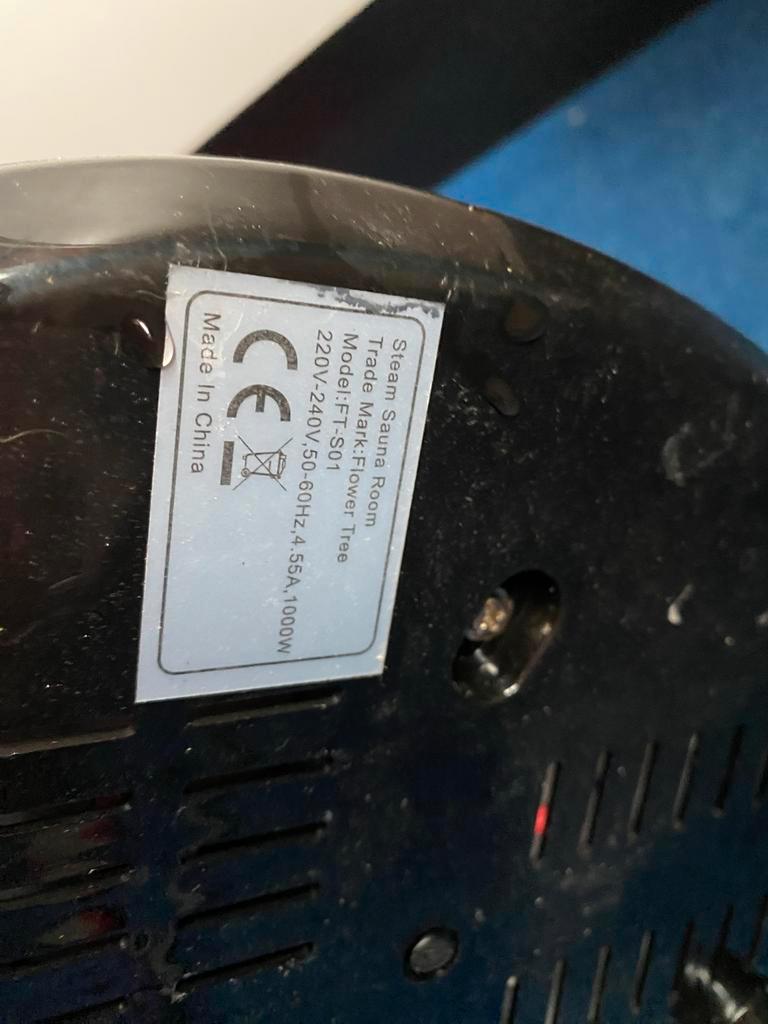 Steam Sauna Room
Trade Mark:Flower Tree
Model:FT-S01
220V-240V,50-60Hz,4.55A,1000W
CE
Made In China